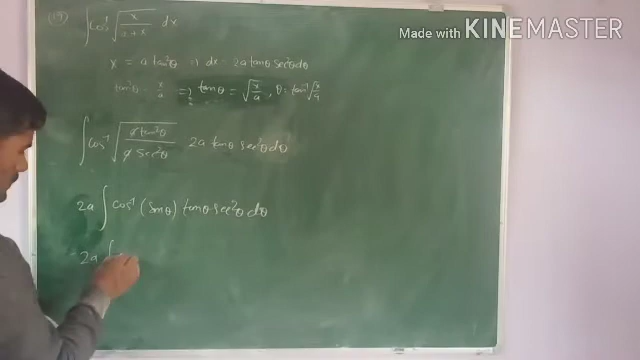 Made with KINEMASTER
(19) ∫ cos⁻¹ √(x/(a+x)) dx
x = a tan²θ ⇒ dx = 2a tanθ sec²θ dθ
tan²θ = x/a ⇒ tanθ = √(x/a), θ = tan⁻¹ √(x/a)
∫ cos⁻¹ √(a tan²θ / a sec²θ) 2a tanθ sec²θ dθ
2a ∫ cos⁻¹ (sinθ) tanθ sec²θ dθ
= 2a ∫